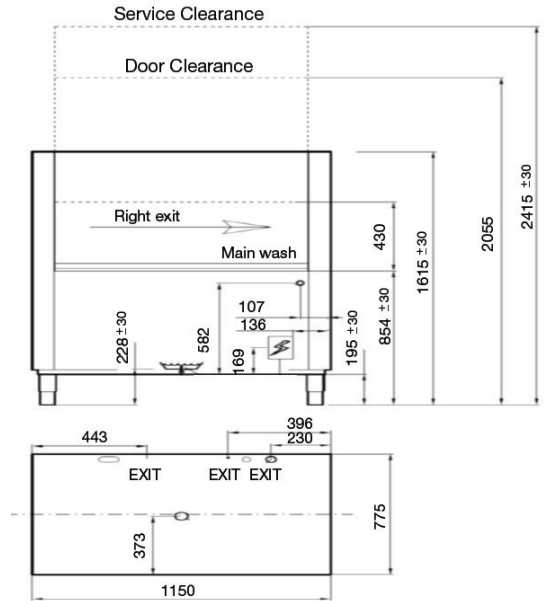 Service Clearance
Door Clearance
Right exit
Main wash
430
107
136
582
169
228 ±30
195 ±30
854 ±30
1615 ±30
2055
2415 ±30
443
396
230
EXIT
EXIT
EXIT
373
775
1150